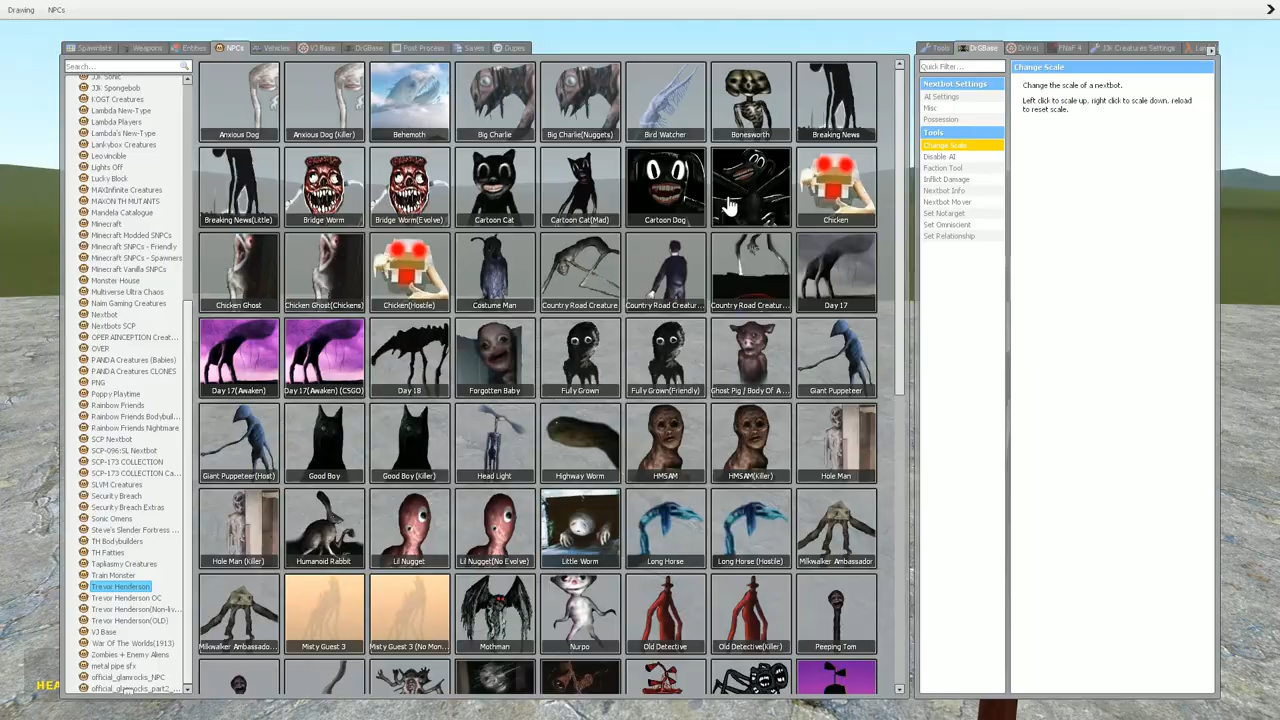 Drawing NPCs
Spawnlists Weapons Entities NPCs Vehicles VJ Base DrGBase Post Process Saves Dupes
Search...
JJK Sonic
JJK Spongebob
KOGT Creatures
Lambda New-Type
Lambda Players
Lambda's New-Type
Lankybox Creatures
Leovincible
Lights Off
Lucky Block
MAXInfinite Creatures
MAKON TH MUTANTS
Mandela Catalogue
Minecraft
Minecraft Modded SNPCs
Minecraft SNPCs - Friendly
Minecraft SNPCs - Spawners
Minecraft Vanilla SNPCs
Monster House
Multiverse Ultra Chaos
Naim Gaming Creatures
Nextbot
Nextbots SCP
OPERAINCEPTION Creat...
OVER
PANDA Creatures (Babies)
PANDA Creatures CLONES
PNG
Poppy Playtime
Rainbow Friends
Rainbow Friends Bodybuil...
Rainbow Friends Nightmare
SCP Nextbot
SCP-096:SL Nextbot
SCP-173 COLLECTION
SCP-173 COLLECTION Ca...
SLVM Creatures
Security Breach
Security Breach Extras
Sonic Omens
Steve's Slender Fortress ...
TH Bodybuilders
TH Fatties
Tapliasmy Creatures
Train Monster
Trevor Henderson
Trevor Henderson OC
Trevor Henderson(Non-liv...
Trevor Henderson(OLD)
VJ Base
War Of The Worlds(1913)
Zombies + Enemy Aliens
metal pipe sfx
official_glamrocks_NPC
official_glamrocks_part2_...
Anxious Dog Anxious Dog (Killer) Behemoth Big Charlie Big Charlie(Nuggets) Bird Watcher Bonesworth Breaking News
Breaking News(Little) Bridge Worm Bridge Worm(Evolve) Cartoon Cat Cartoon Cat(Mad) Cartoon Dog Chicken
Chicken Ghost Chicken Ghost(Chickens) Chicken(Hostile) Costume Man Country Road Creature Country Road Creatur... Country Road Creatur... Day 17
Day 17(Awaken) Day 17(Awaken) (CSGO) Day 18 Forgotten Baby Fully Grown Fully Grown(Friendly) Ghost Pig / Body Of A... Giant Puppeteer
Giant Puppeteer(Host) Good Boy Good Boy (Killer) Head Light Highway Worm HMSAM HMSAM(Killer) Hole Man
Hole Man (Killer) Humanoid Rabbit Lil Nugget Lil Nugget(No Evolve) Little Worm Long Horse Long Horse (Hostile) Milkwalker Ambassador
Milkwalker Ambassado... Misty Guest 3 Misty Guest 3 (No Mon... Mothman Nurpo Old Detective Old Detective(Killer) Peeping Tom
Tools DrGBase DrVrej FNaF 4 JJK Creatures Settings
Quick Filter...
Nextbot Settings
AI Settings
Misc
Possession
Tools
Change Scale
Disable AI
Faction Tool
Inflict Damage
Nextbot Info
Nextbot Mover
Set Notarget
Set Omniscient
Set Relationship
Change Scale
Change the scale of a nextbot.
Left click to scale up, right click to scale down, reload
to reset scale.
HEA